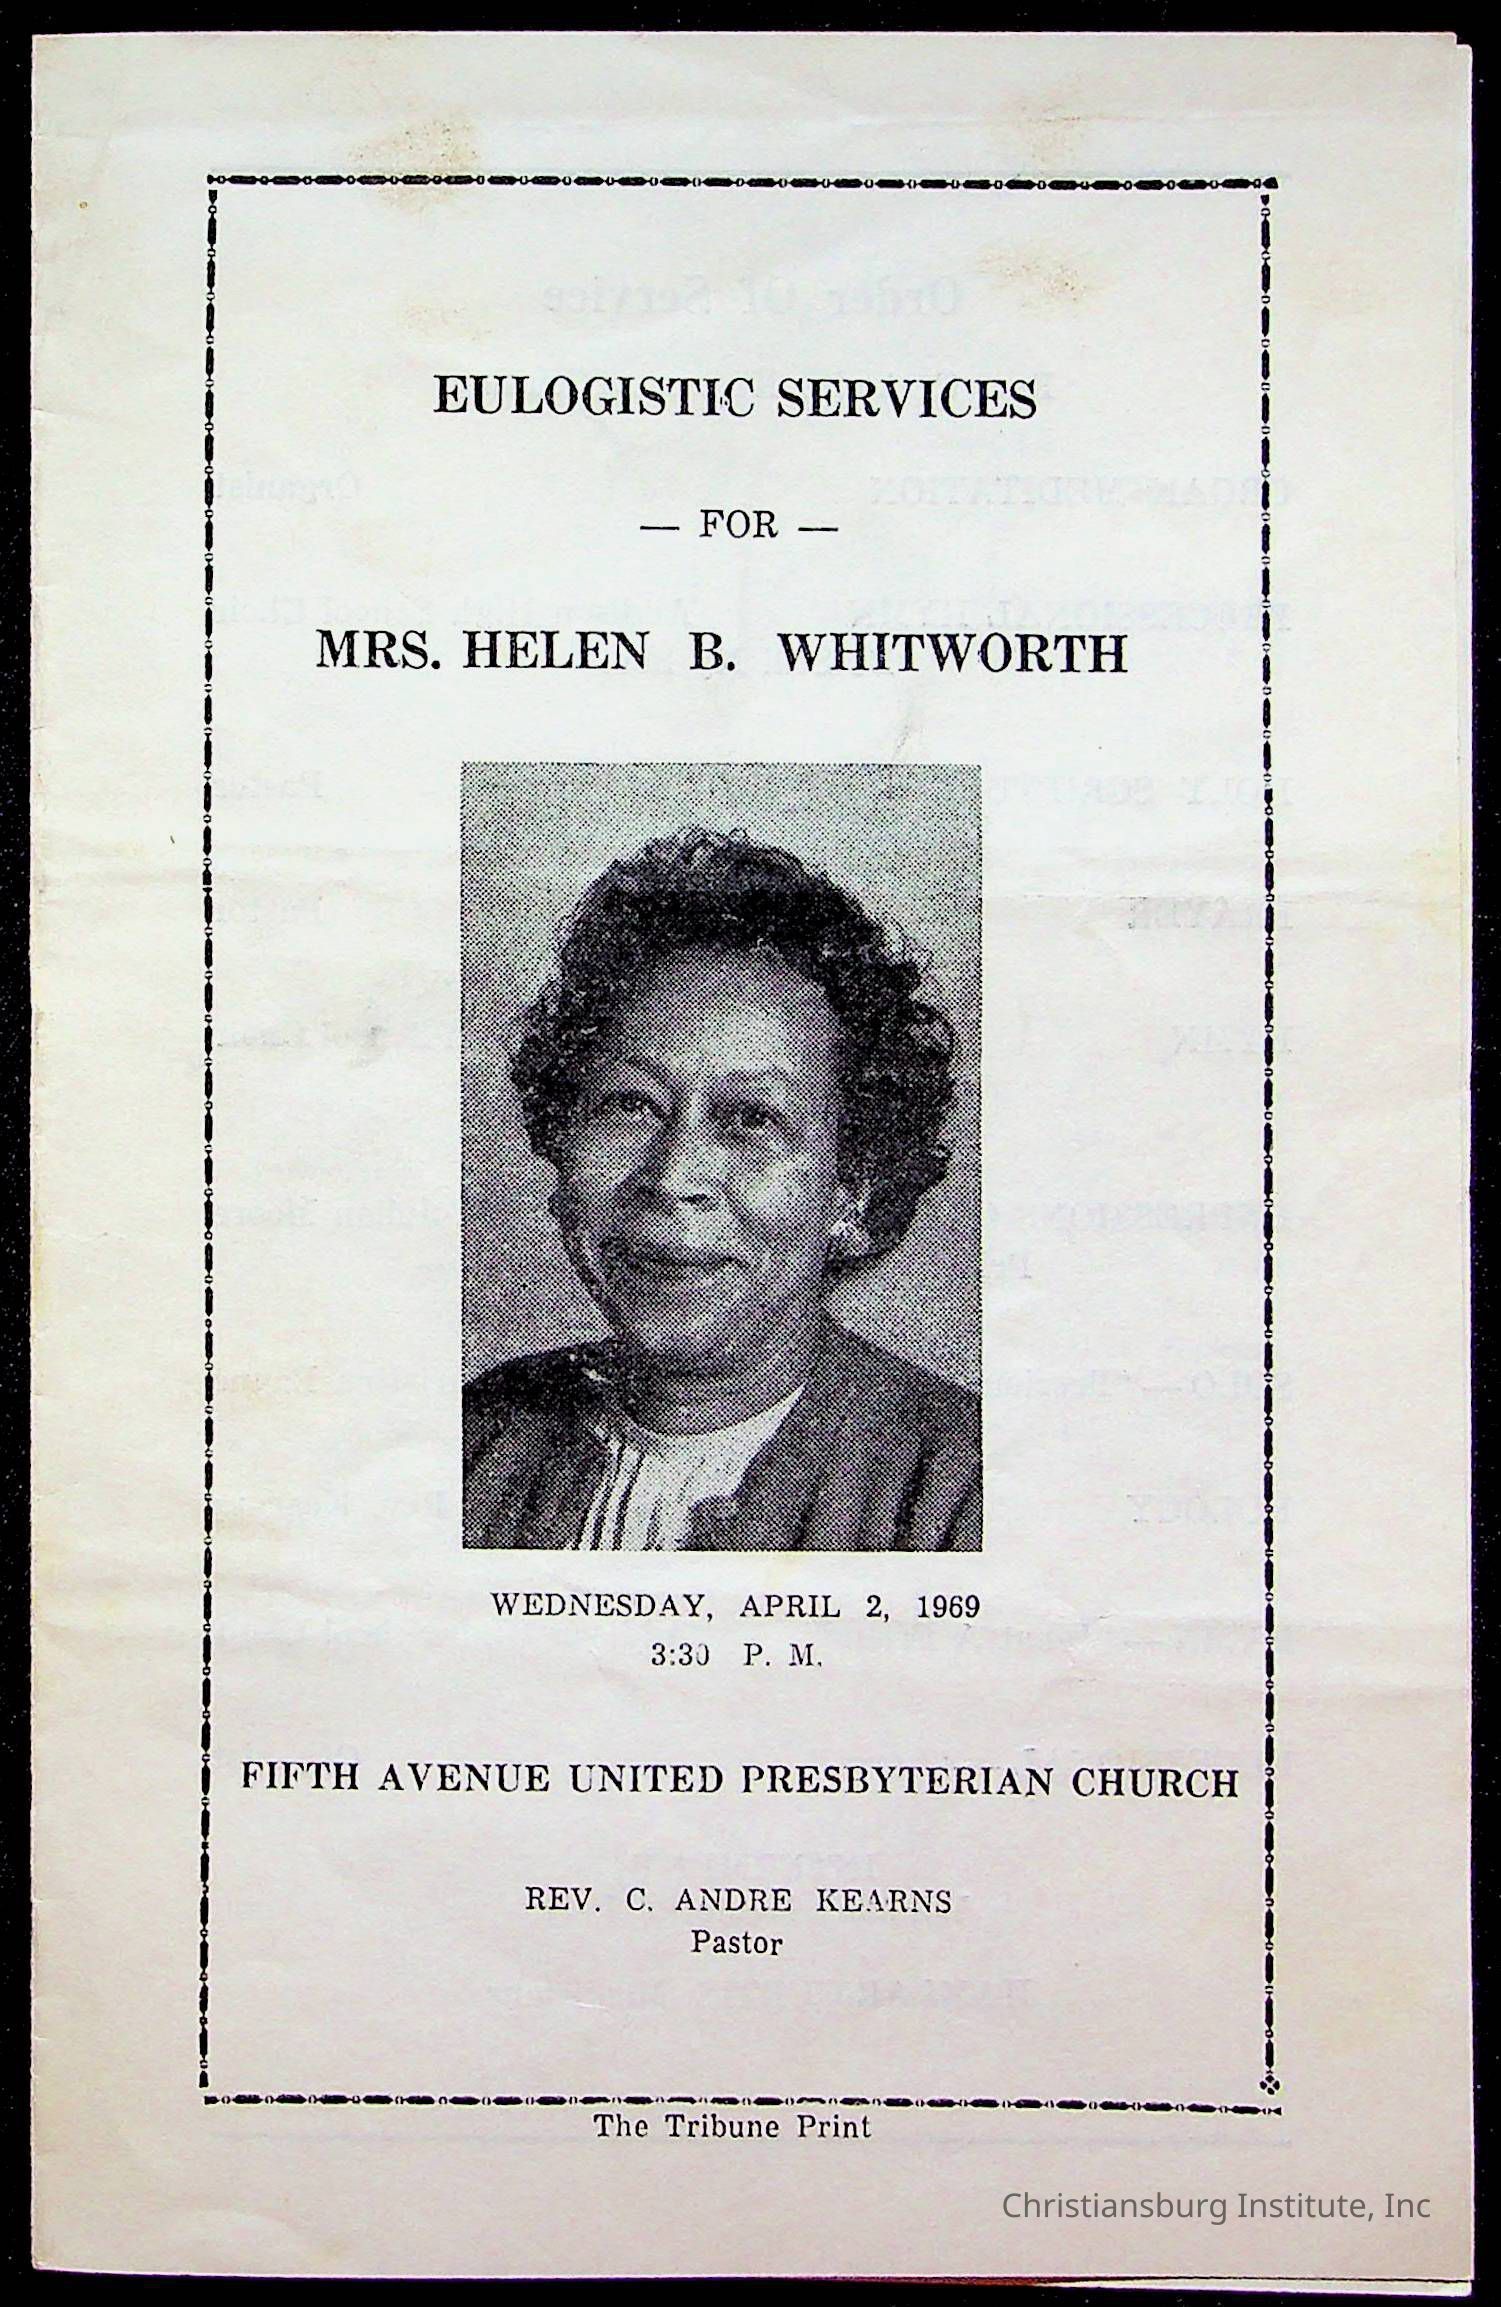 EULOGISTIC SERVICES
— FOR —
MRS. HELEN B. WHITWORTH
WEDNESDAY, APRIL 2, 1969
3:30 P. M.
FIFTH AVENUE UNITED PRESBYTERIAN CHURCH
REV. C. ANDRE KEARNS
Pastor
The Tribune Print
Christiansburg Institute, Inc